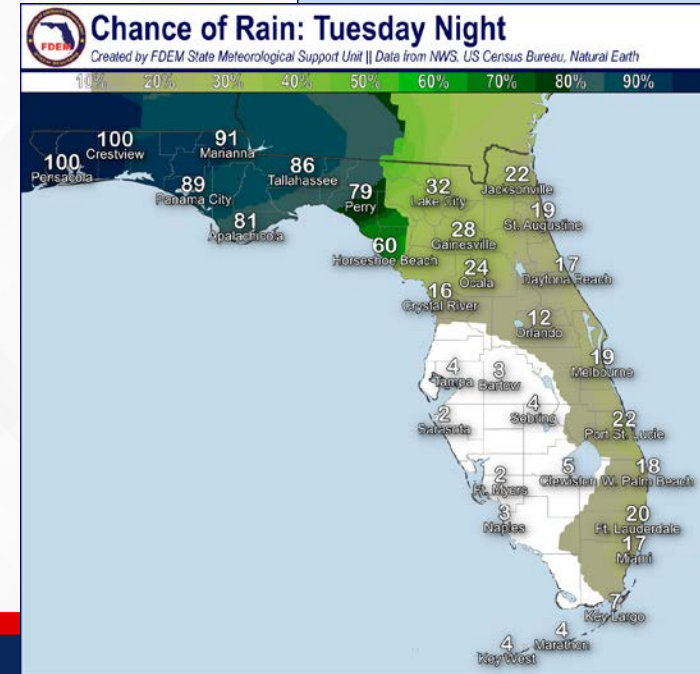 FDEM
Chance of Rain: Tuesday Night
Created by FDEM State Meteorological Support Unit || Data from NWS, US Census Bureau, Natural Earth
10% 20% 30% 40% 50% 60% 70% 80% 90%
100
Crestview
91
Marianna
100
Pensacola
86
Tallahassee
89
Panama City
79
Perry
81
Apalachicola
32
Lake City
22
Jacksonville
19
St. Augustine
28
Gainesville
60
Horseshoe Beach
24
Ocala
17
Daytona Beach
16
Crystal River
12
Orlando
4
Tampa
3
Bartow
19
Melbourne
4
Sebring
2
Sarasota
22
Port St. Lucie
5
Clewiston
18
W. Palm Beach
2
Ft. Myers
3
Naples
20
Ft. Lauderdale
17
Miami
7
Key Largo
4
Marathon
4
Key West